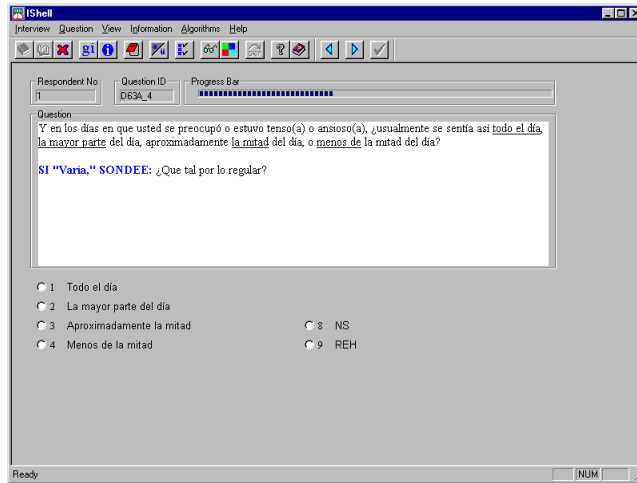 IShell
Interview Question View Information Algorithms Help
gi
Respondent No
Question ID
Progress Bar
1
D63A_4
Question
Y en los días en que usted se preocupó o estuvo tenso(a) o ansioso(a), ¿usualmente se sentía así todo el día,
la mayor parte del día, aproximadamente la mitad del día, o menos de la mitad del día?
SI "Varía," SONDEE: ¿Que tal por lo regular?
1 Todo el día
2 La mayor parte del día
3 Aproximadamente la mitad
8 NS
4 Menos de la mitad
9 REH
Ready
NUM